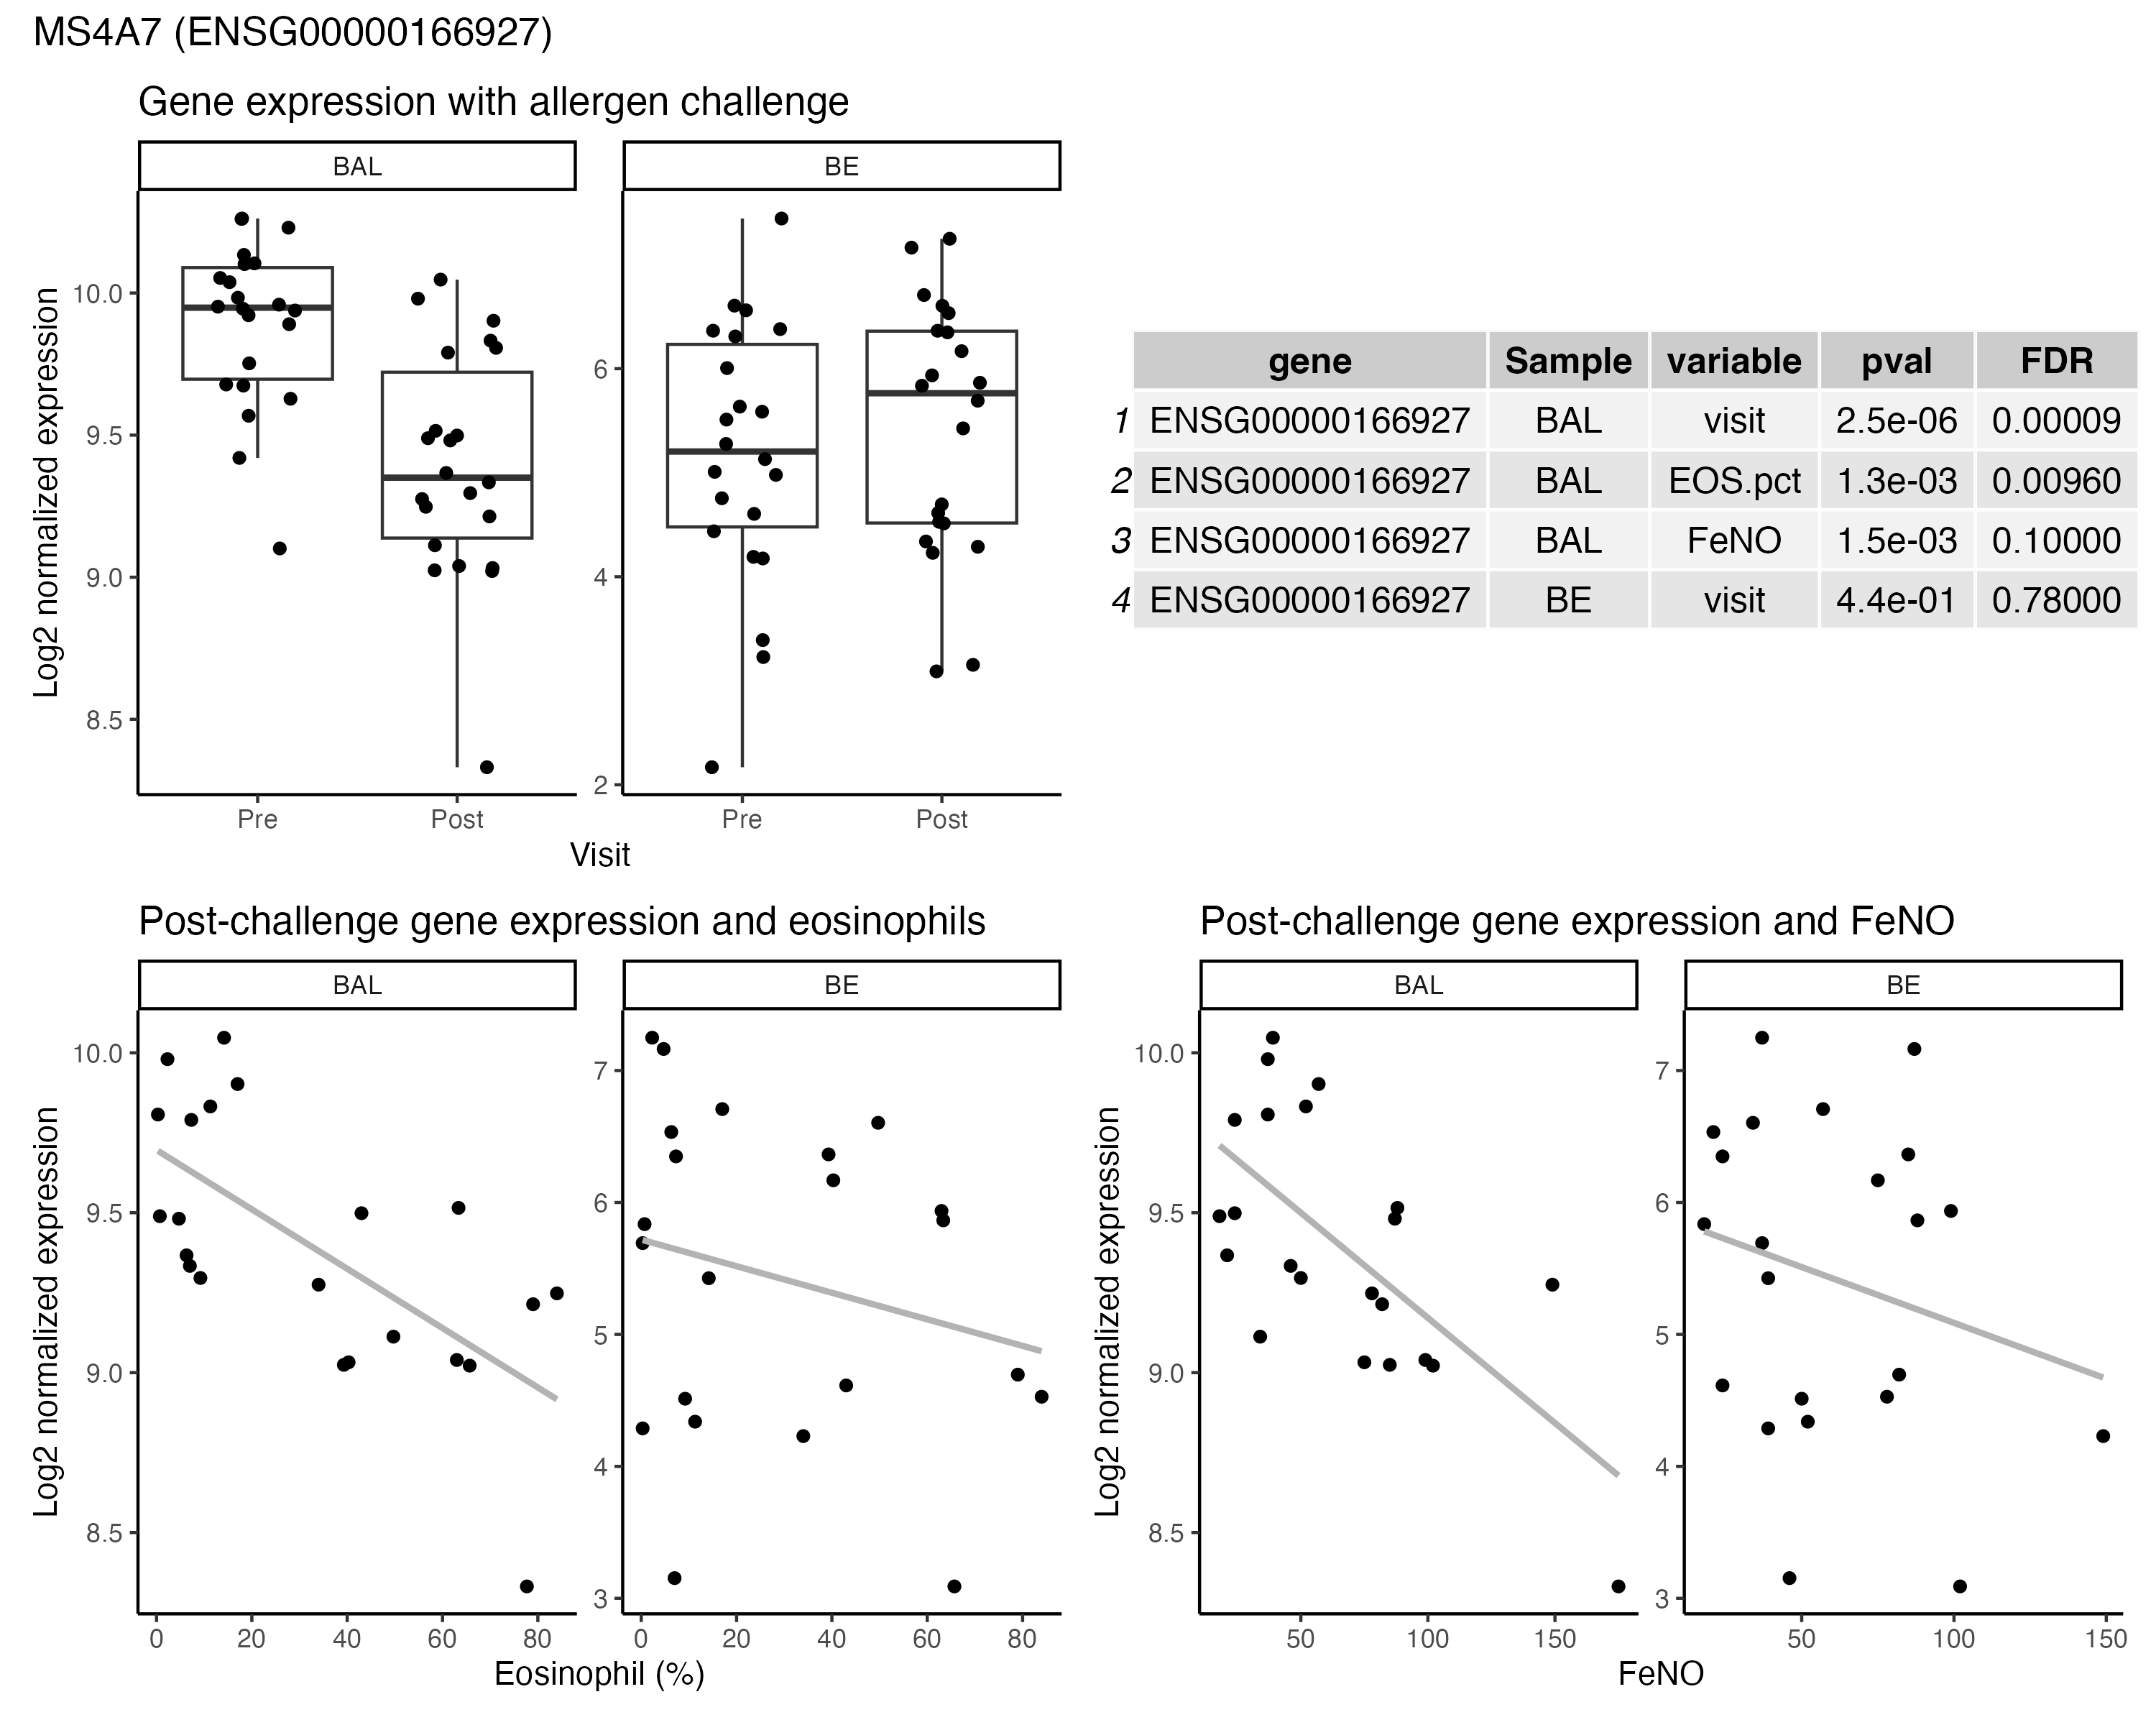 MS4A7 (ENSG00000166927)
Gene expression with allergen challenge
BAL
BE
Log2 normalized expression
10.0
9.5
9.0
8.5
6
4
2
Pre
Post
Pre
Post
Visit
gene Sample variable pval FDR
1 ENSG00000166927 BAL visit 2.5e-06 0.00009
2 ENSG00000166927 BAL EOS.pct 1.3e-03 0.00960
3 ENSG00000166927 BAL FeNO 1.5e-03 0.10000
4 ENSG00000166927 BE visit 4.4e-01 0.78000
Post-challenge gene expression and eosinophils
BAL
BE
Log2 normalized expression
10.0
9.5
9.0
8.5
7
6
5
4
3
0 20 40 60 80
0 20 40 60 80
Eosinophil (%)
Post-challenge gene expression and FeNO
BAL
BE
Log2 normalized expression
10.0
9.5
9.0
8.5
7
6
5
4
3
50 100 150
50 100 150
FeNO